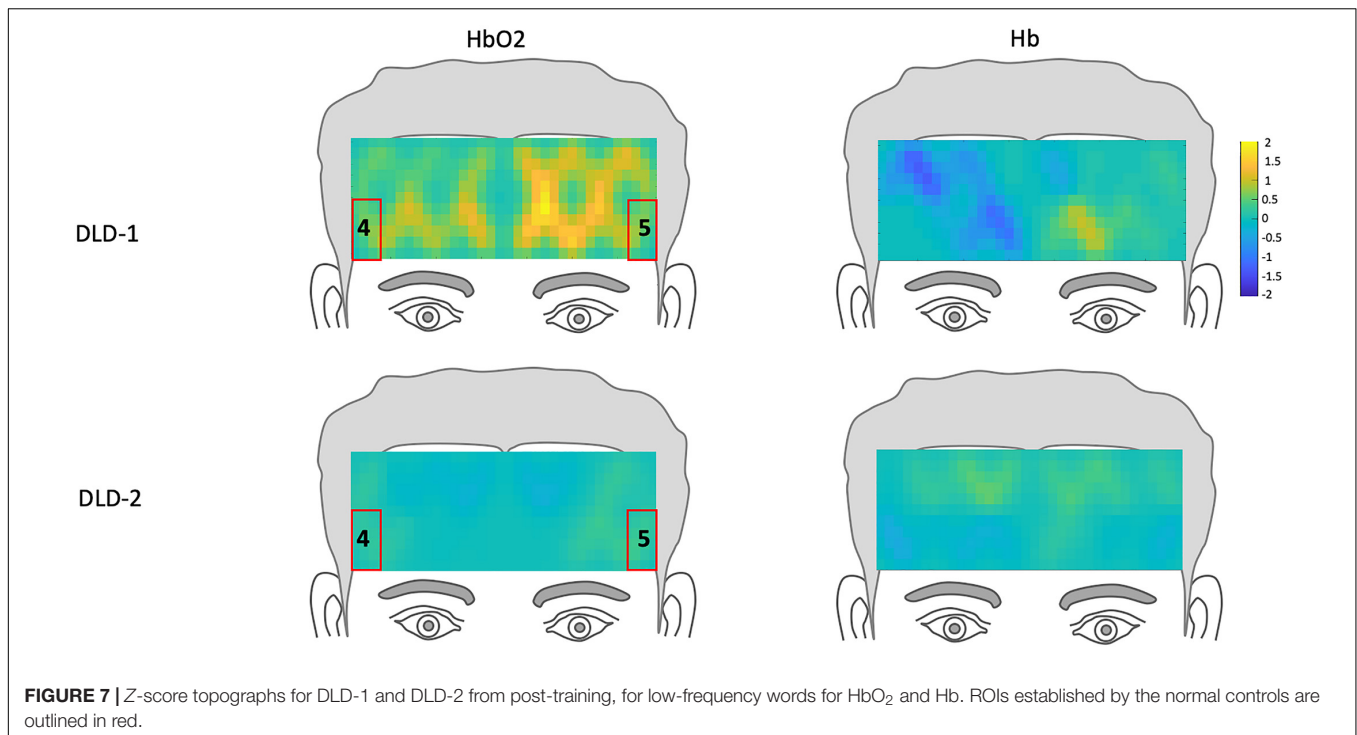 HbO2
Hb
DLD-1
4
5
2
1.5
1
0.5
0
-0.5
-1
-1.5
-2
DLD-2
4
5
FIGURE 7 | Z-score topographs for DLD-1 and DLD-2 from post-training, for low-frequency words for HbO₂ and Hb. ROIs established by the normal controls are
outlined in red.